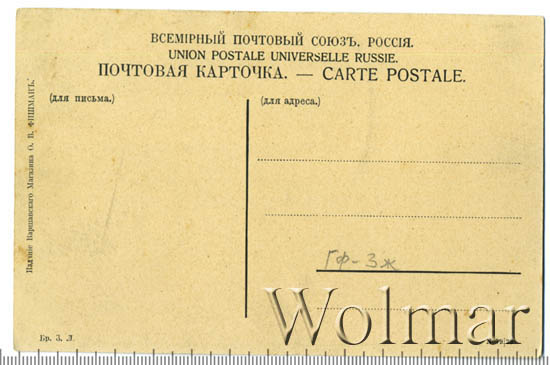 ВСЕМІРНЫЙ ПОЧТОВЫЙ СОЮЗЪ. РОССІЯ.
UNION POSTALE UNIVERSELLE RUSSIE.
ПОЧТОВАЯ КАРТОЧКА. — CARTE POSTALE.
(для письма.)
(для адреса.)
Изданіе Варшавскаго Магазина О. В. ФИШМАНЪ.
ГФ-3ж
Wolmar
Бр. З. Л.